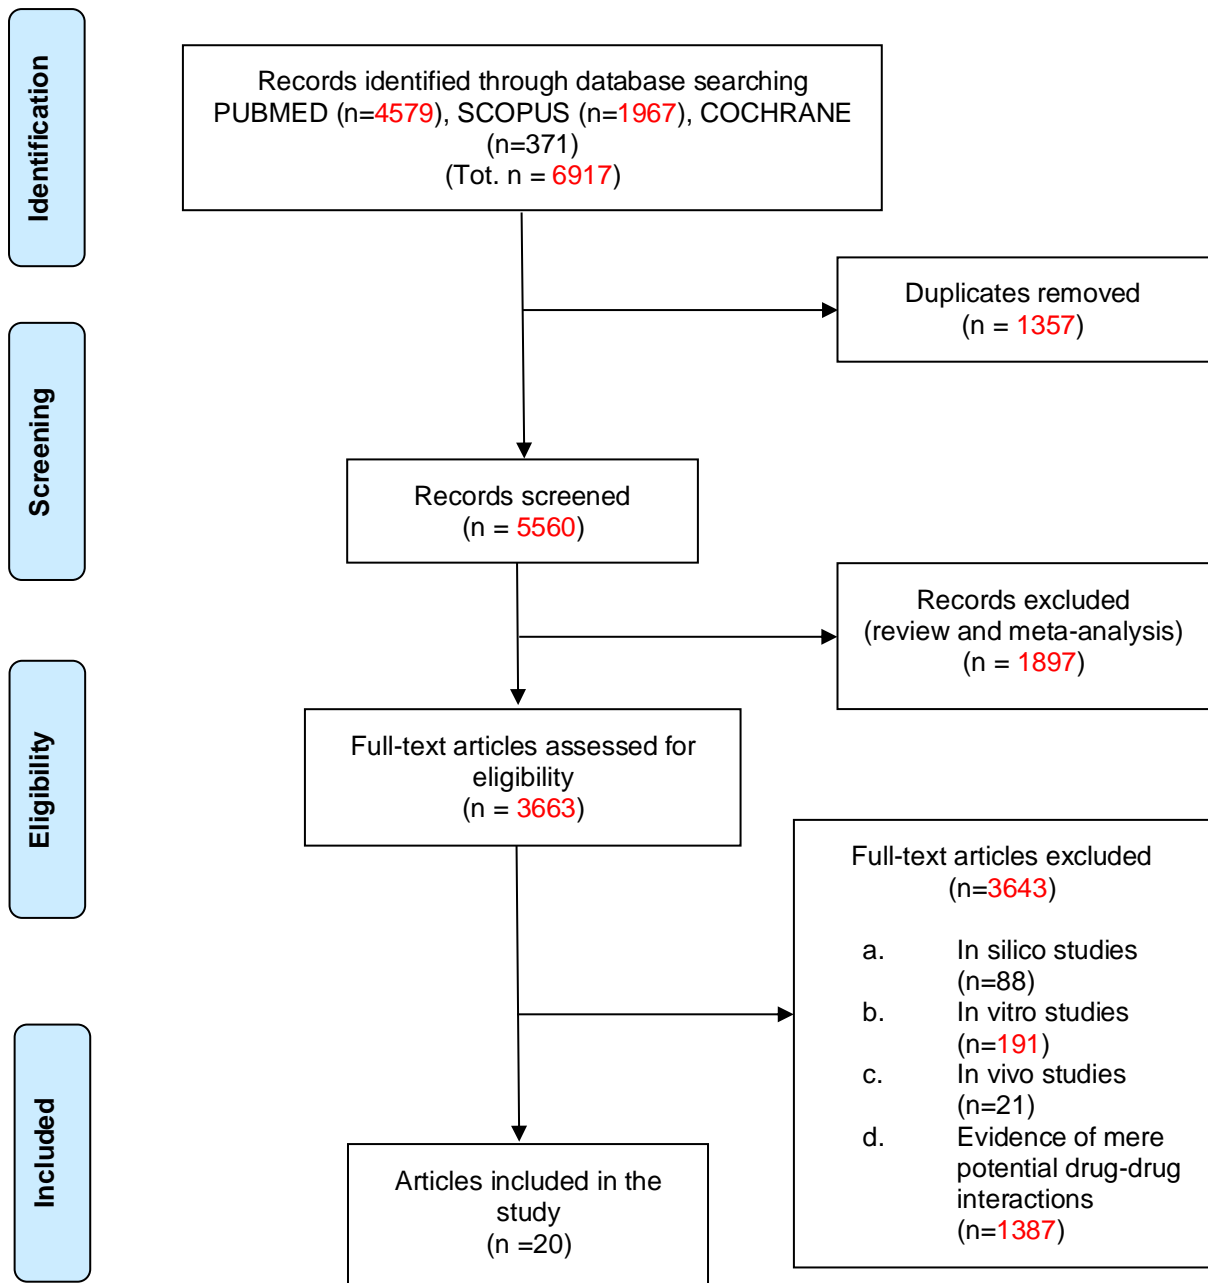 Identification
Records identified through database searching
PUBMED (n=4579), SCOPUS (n=1967), COCHRANE
(n=371)
(Tot. n = 6917)
Duplicates removed
(n = 1357)
Screening
Records screened
(n = 5560)
Records excluded
(review and meta-analysis)
(n = 1897)
Eligibility
Full-text articles assessed for
eligibility
(n = 3663)
Full-text articles excluded
(n=3643)
a. In silico studies
(n=88)
b. In vitro studies
(n=191)
c. In vivo studies
(n=21)
d. Evidence of mere
potential drug-drug
interactions
(n=1387)
Included
Articles included in the
study
(n =20)